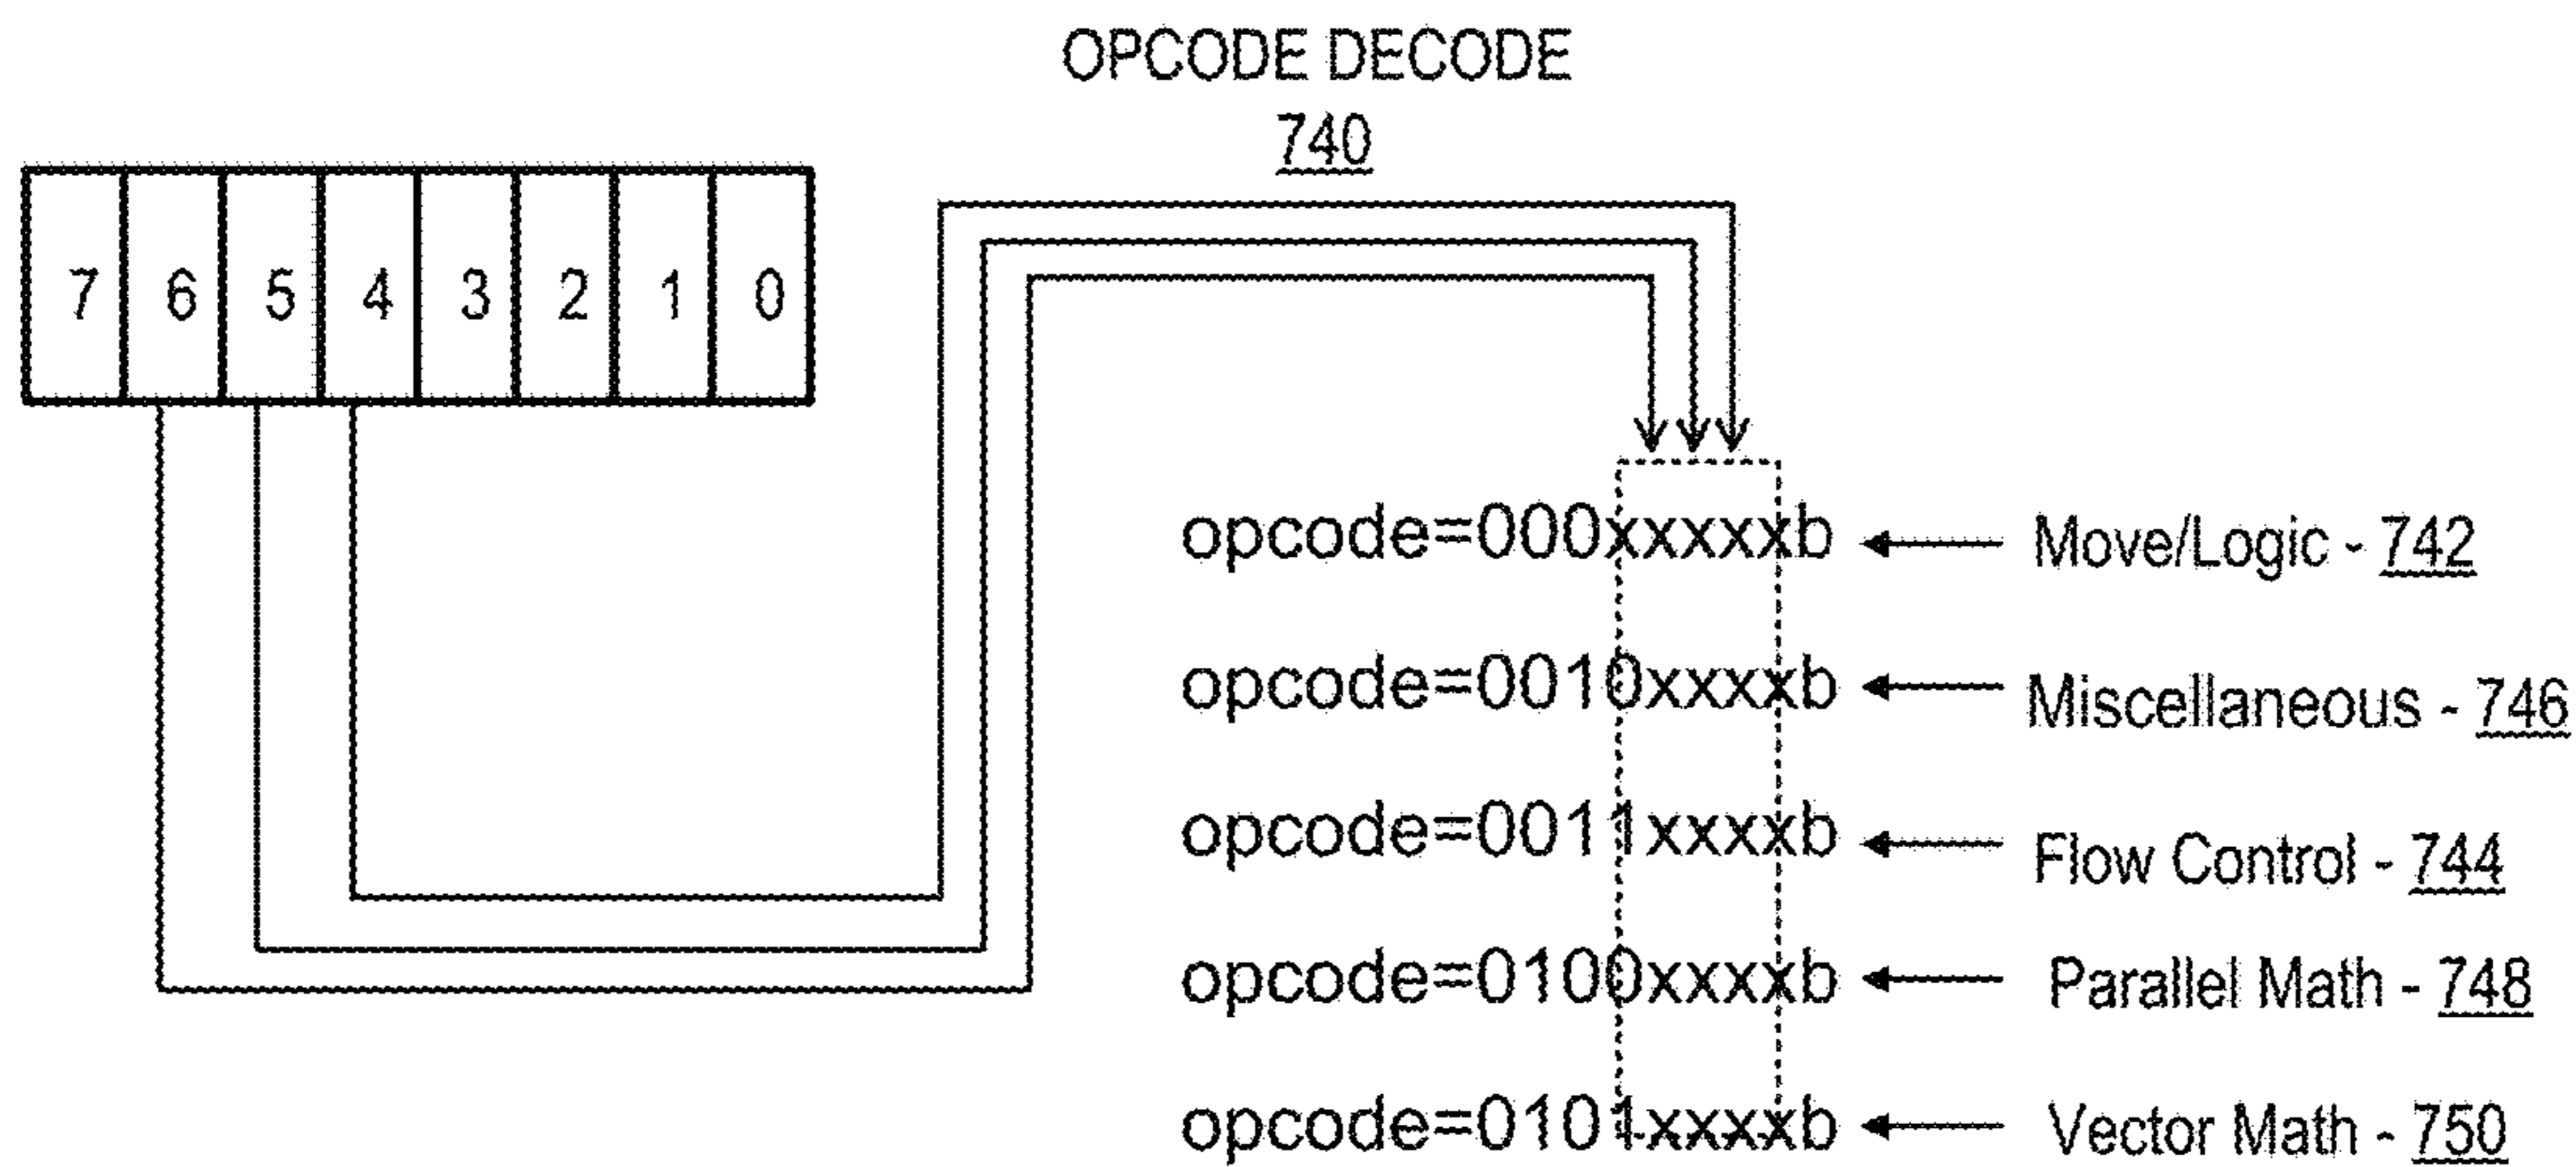 OPCODE DECODE
740
7 6 5 4 3 2 1 0
opcode=000xxxxxb Move/Logic - 742
opcode=0010xxxxb Miscellaneous - 746
opcode=0011xxxxb Flow Control - 744
opcode=0100xxxxb Parallel Math - 748
opcode=0101xxxxb Vector Math - 750